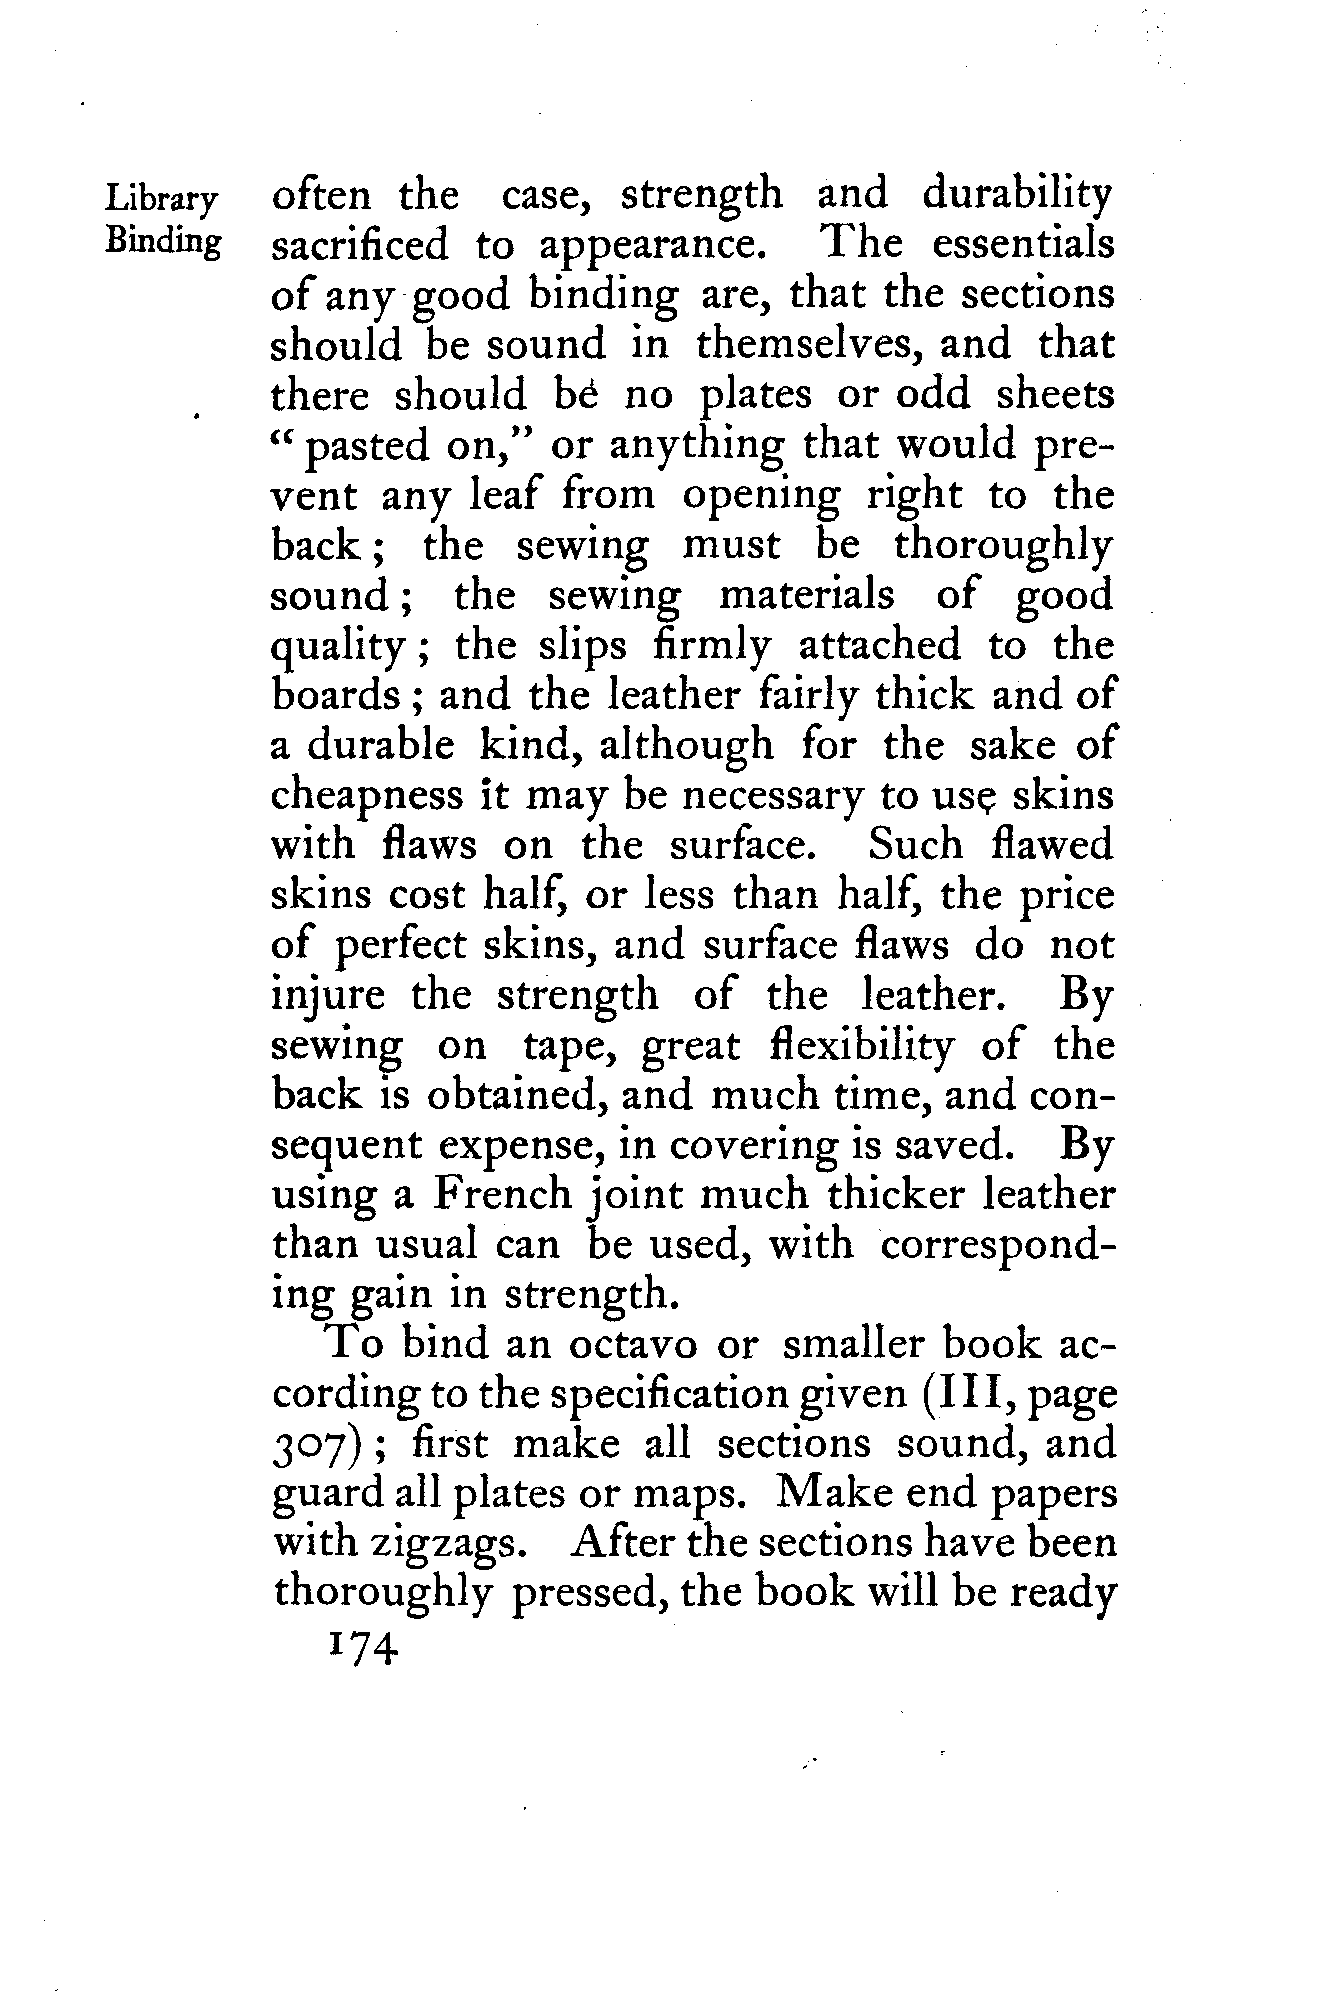 Library
Binding
often the case, strength and durability
sacrificed to appearance. The essentials
of any good binding are, that the sections
should be sound in themselves, and that
there should be no plates or odd sheets
“ pasted on,” or anything that would pre-
vent any leaf from opening right to the
back ; the sewing must be thoroughly
sound ; the sewing materials of good
quality ; the slips firmly attached to the
boards ; and the leather fairly thick and of
a durable kind, although for the sake of
cheapness it may be necessary to use skins
with flaws on the surface. Such flawed
skins cost half, or less than half, the price
of perfect skins, and surface flaws do not
injure the strength of the leather. By
sewing on tape, great flexibility of the
back is obtained, and much time, and con-
sequent expense, in covering is saved. By
using a French joint much thicker leather
than usual can be used, with correspond-
ing gain in strength.
To bind an octavo or smaller book ac-
cording to the specification given (III, page
307) ; first make all sections sound, and
guard all plates or maps. Make end papers
with zigzags. After the sections have been
thoroughly pressed, the book will be ready
174